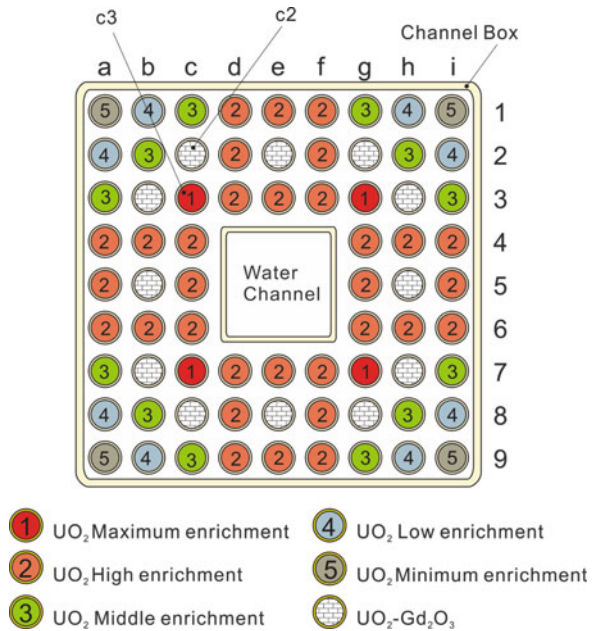 c3 c2
Channel Box
a b c d e f g h i
5 4 3 2 2 2 3 4 5 1
4 3 2 2 3 4 2
3 1 2 2 2 1 3 3
2 2 2 2 2 2 4
2 2 Water 2 2 5
Channel
2 2 2 2 2 2 6
3 1 2 2 2 1 3 7
4 3 2 2 3 4 8
5 4 3 2 2 2 3 4 5 9
1 UO₂ Maximum enrichment
4 UO₂ Low enrichment
2 UO₂ High enrichment
5 UO₂ Minimum enrichment
3 UO₂ Middle enrichment
UO₂-Gd₂O₃